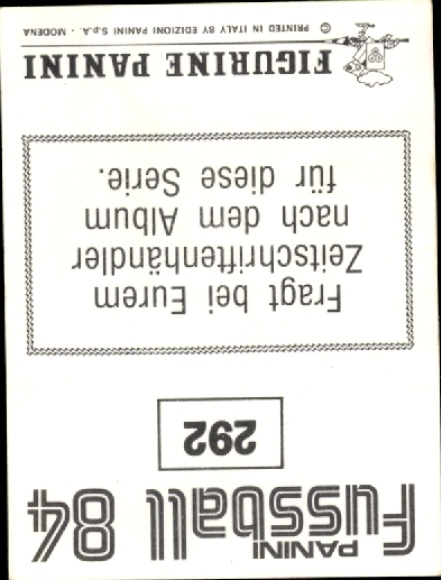 Fussball 84
PANINI
292
Fragt bei Eurem
Zeitschriftenhändler
nach dem Album
für diese Serie.
FIGURINE PANINI
© PRINTED IN ITALY BY EDIZIONI PANINI S.p.A. - MODENA